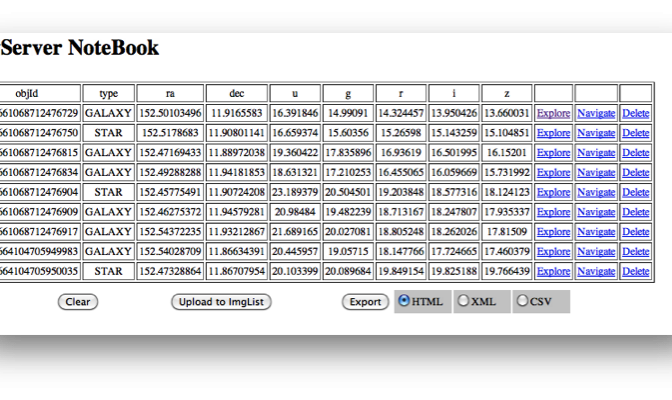 Server NoteBook
objId type ra dec u g r i z
561068712476729 GALAXY 152.50103496 11.9165583 16.391846 14.99091 14.324457 13.950426 13.660031 Explore Navigate Delete
561068712476750 STAR 152.5178683 11.90801141 16.659374 15.60356 15.26598 15.143259 15.104851 Explore Navigate Delete
561068712476815 GALAXY 152.47169433 11.88972038 19.360422 17.835896 16.93619 16.501995 16.15201 Explore Navigate Delete
561068712476834 GALAXY 152.49288288 11.94181853 18.631321 17.210253 16.455065 16.059669 15.731992 Explore Navigate Delete
561068712476904 STAR 152.45775491 11.90724208 23.189379 20.504501 19.203848 18.577316 18.124123 Explore Navigate Delete
561068712476909 GALAXY 152.46275372 11.94579281 20.98484 19.482239 18.713167 18.247807 17.935337 Explore Navigate Delete
561068712476917 GALAXY 152.54372235 11.93212867 21.689165 20.027081 18.805248 18.262026 17.81509 Explore Navigate Delete
564104705949983 GALAXY 152.54028709 11.86634391 20.445957 19.05715 18.147766 17.724665 17.460379 Explore Navigate Delete
564104705950035 STAR 152.47328864 11.86707954 20.103399 20.089684 19.849154 19.825188 19.766439 Explore Navigate Delete
Clear Upload to ImgList Export HTML XML CSV